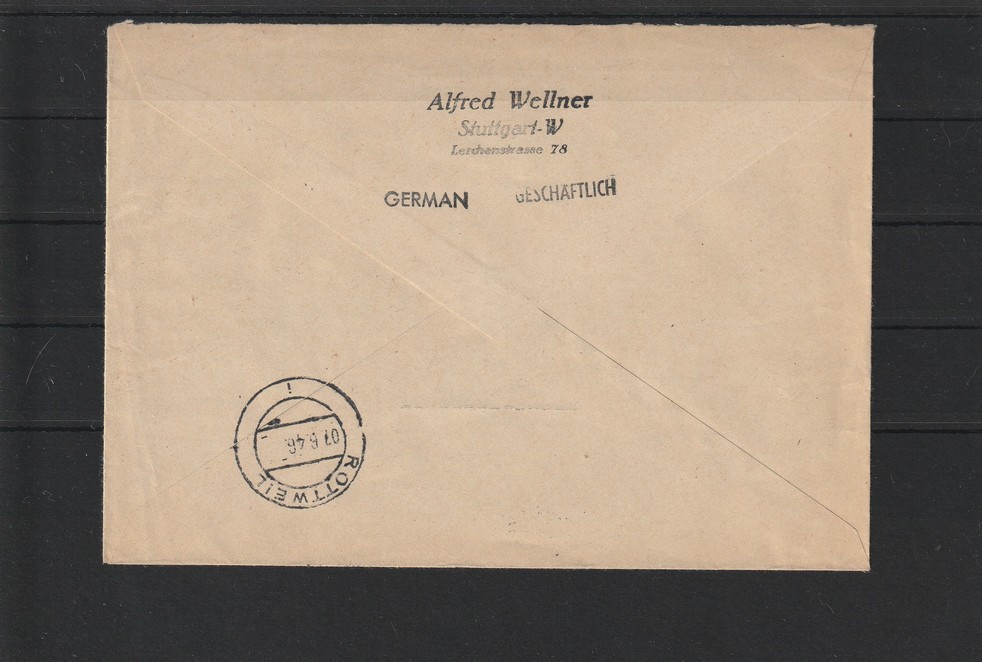 Alfred Wellner
Stuttgart-W
Lerchenstrasse 78
GERMAN GESCHÄFTLICH
ROTTWEIL
07.6.46.-